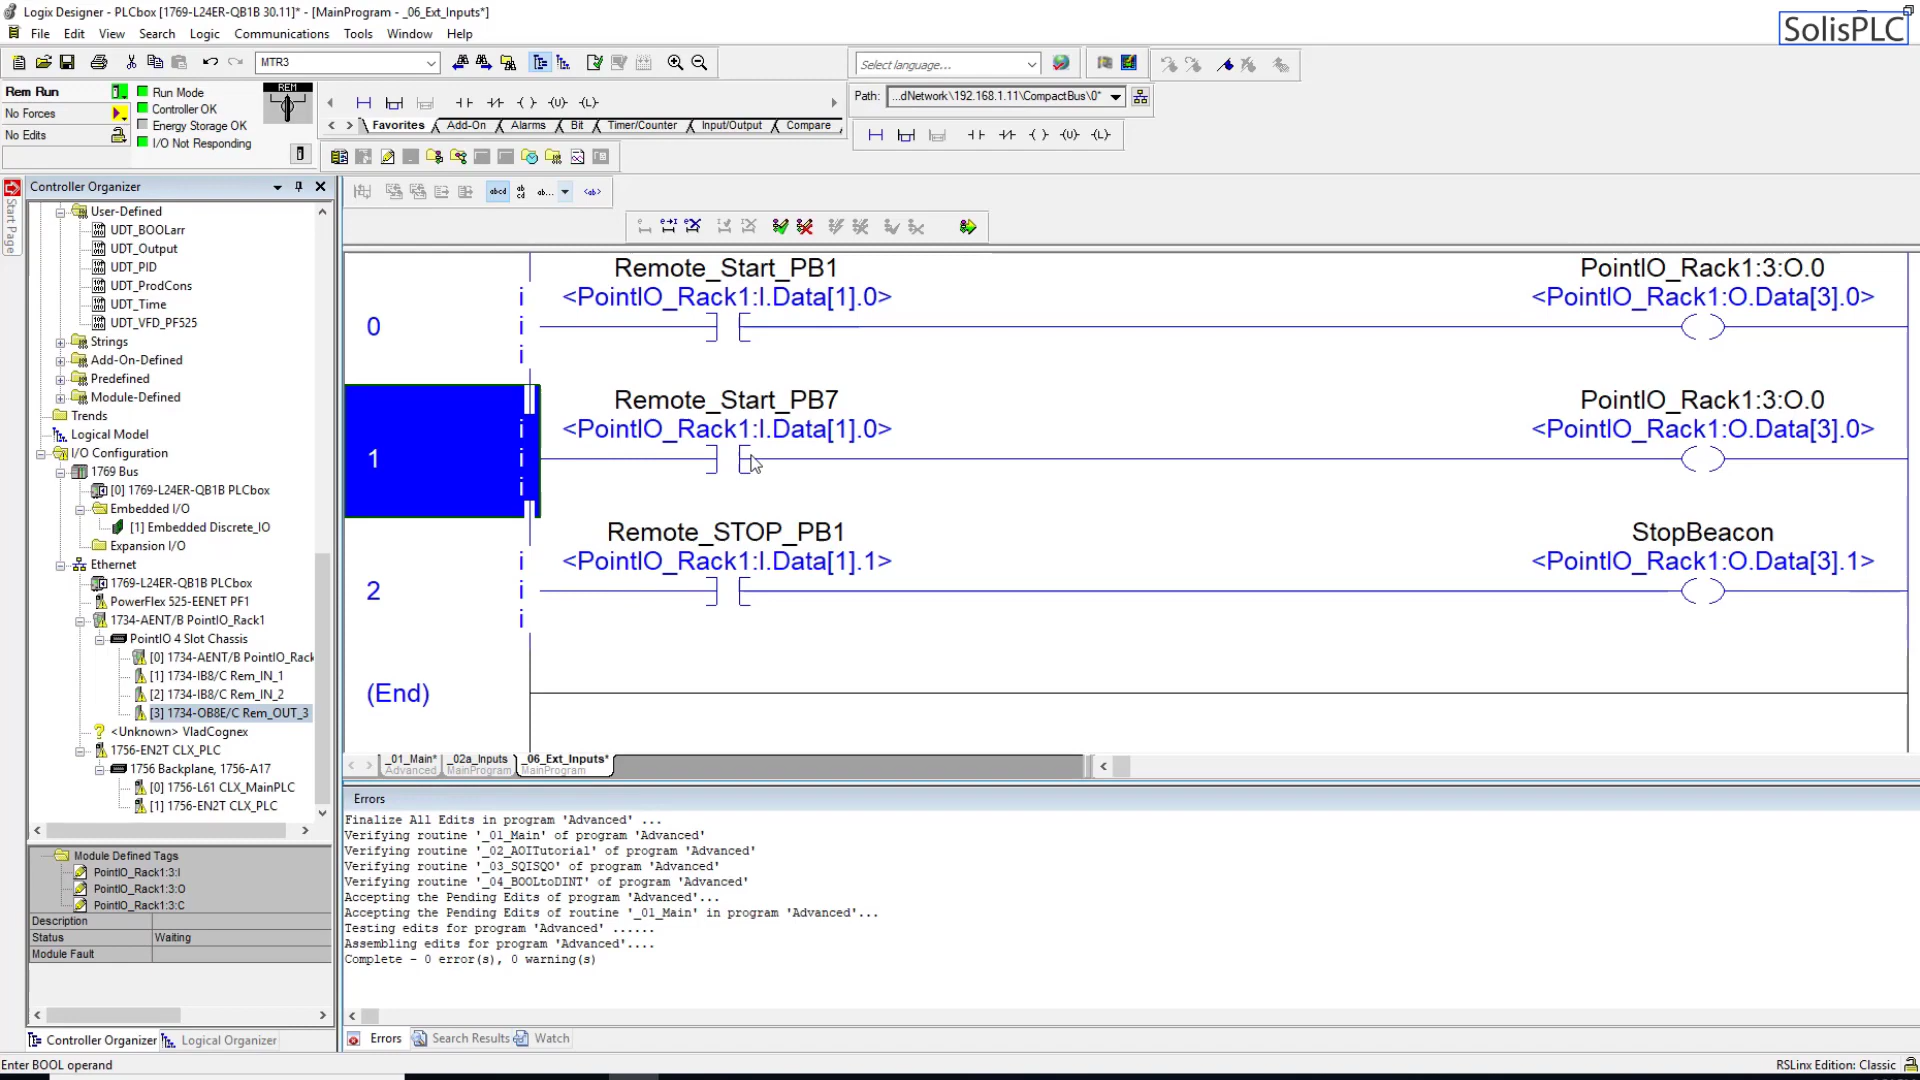 Logix Designer - PLCbox [1769-L24ER-QB1B 30.11]* - [MainProgram - _06_Ext_Inputs*]
SolisPLC
File Edit View Search Logic Communications Tools Window Help
MTR3
Select language...
Rem Run
No Forces
No Edits
Run Mode
Controller OK
Energy Storage OK
I/O Not Responding
REM
Path: ...dNetwork\192.168.1.11\CompactBus\0*
Favorites Add-On Alarms Bit Timer/Counter Input/Output Compare
Start Page
Controller Organizer
User-Defined
UDT_BOOLarr
UDT_Output
UDT_PID
UDT_ProdCons
UDT_Time
UDT_VFD_PF525
Strings
Add-On-Defined
Predefined
Module-Defined
Trends
Logical Model
I/O Configuration
1769 Bus
[0] 1769-L24ER-QB1B PLCbox
Embedded I/O
[1] Embedded Discrete_IO
Expansion I/O
Ethernet
1769-L24ER-QB1B PLCbox
PowerFlex 525-EENET PF1
1734-AENT/B PointIO_Rack1
PointIO 4 Slot Chassis
[0] 1734-AENT/B PointIO_Rack
[1] 1734-IB8/C Rem_IN_1
[2] 1734-IB8/C Rem_IN_2
[3] 1734-OB8E/C Rem_OUT_3
<Unknown> VladCognex
1756-EN2T CLX_PLC
1756 Backplane, 1756-A17
[0] 1756-L61 CLX_MainPLC
[1] 1756-EN2T CLX_PLC
Module Defined Tags
PointIO_Rack1:3:I
PointIO_Rack1:3:O
PointIO_Rack1:3:C
Description
Status Waiting
Module Fault
Controller Organizer Logical Organizer
Remote_Start_PB1
<PointIO_Rack1:I.Data[1].0>
PointIO_Rack1:3:O.0
<PointIO_Rack1:O.Data[3].0>
0
i
i
i
Remote_Start_PB7
<PointIO_Rack1:I.Data[1].0>
PointIO_Rack1:3:O.0
<PointIO_Rack1:O.Data[3].0>
1
i
i
i
Remote_STOP_PB1
<PointIO_Rack1:I.Data[1].1>
StopBeacon
<PointIO_Rack1:O.Data[3].1>
2
i
i
i
(End)
_01_Main* _02a_Inputs _06_Ext_Inputs*
Advanced MainProgram MainProgram
Errors
Finalize All Edits in program 'Advanced' ...
Verifying routine '_01_Main' of program 'Advanced'
Verifying routine '_02_AOITutorial' of program 'Advanced'
Verifying routine '_03_SQISQO' of program 'Advanced'
Verifying routine '_04_BOOLtoDINT' of program 'Advanced'
Accepting the Pending Edits of program 'Advanced'...
Accepting the Pending Edits of routine '_01_Main' in program 'Advanced'...
Testing edits for program 'Advanced' ......
Assembling edits for program 'Advanced'....
Complete - 0 error(s), 0 warning(s)
Errors Search Results Watch
Enter BOOL operand
RSLinx Edition: Classic